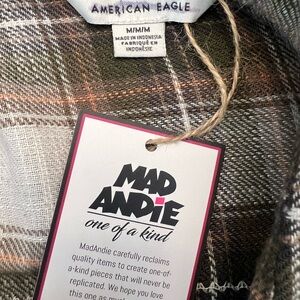 AMERICAN EAGLE
M/M/M
MADE IN INDONESIA
FABRIQUÉ EN
INDONÉSIE
MAD
ANDIE
one of a kind
MadAndie carefully reclaims
quality items to create one-of-
a-kind pieces that will never be
replicated. We hope you love
this one as much